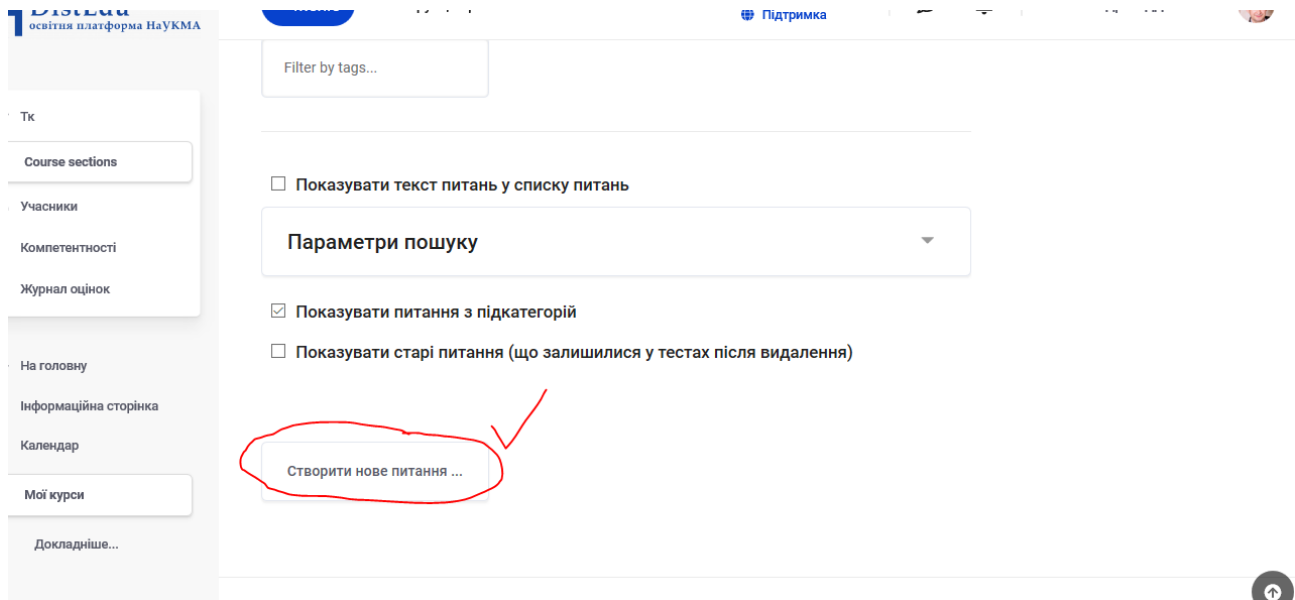 DistEdu
освітня платформа НаУКМА
Підтримка
Filter by tags...
Тк
Course sections
Учасники
Компетентності
Журнал оцінок
На головну
Інформаційна сторінка
Календар
Мої курси
Докладніше...
Показувати текст питань у списку питань
Параметри пошуку
Показувати питання з підкатегорій
Показувати старі питання (що залишилися у тестах після видалення)
Створити нове питання ...